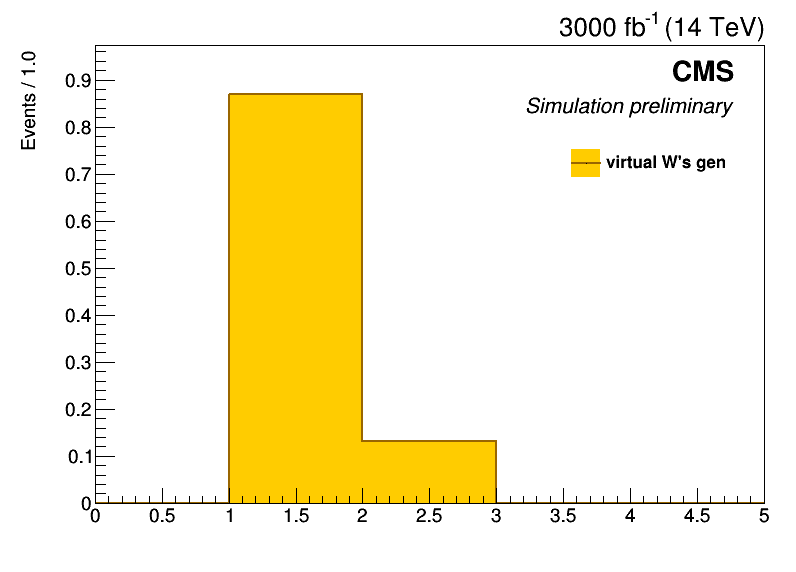 3000 fb-1 (14 TeV)
CMS
Simulation preliminary
virtual W's gen
Events / 1.0
0.9
0.8
0.7
0.6
0.5
0.4
0.3
0.2
0.1
0
0 0.5 1 1.5 2 2.5 3 3.5 4 4.5 5